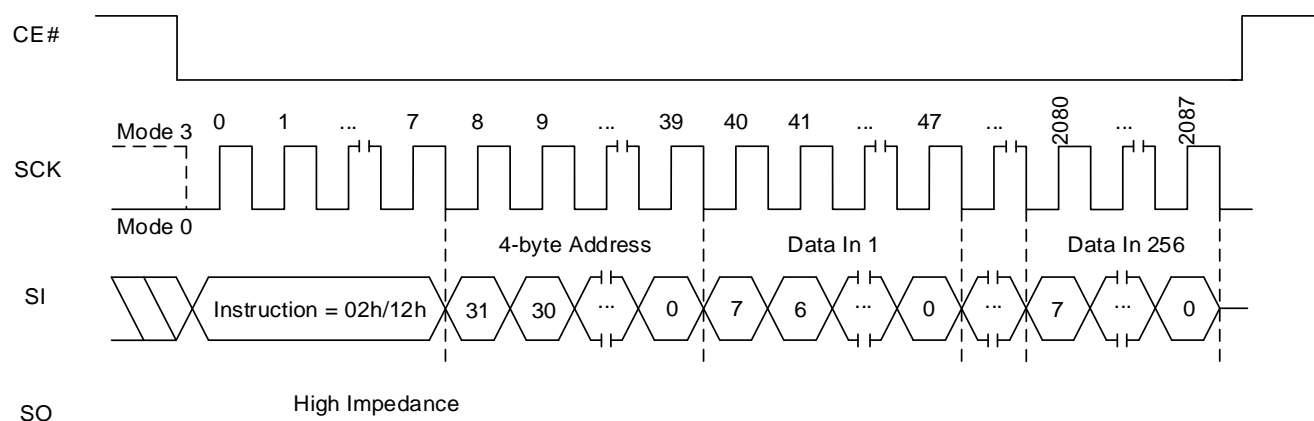 CE#
Mode 3 0 1 ... 7 8 9 ... 39 40 41 ... 47 ... 2080 ... 2087
SCK
Mode 0
4-byte Address Data In 1 Data In 256
SI Instruction = 02h/12h 31 30 ... 0 7 6 ... 0 ... 7 ... 0
High Impedance
SO